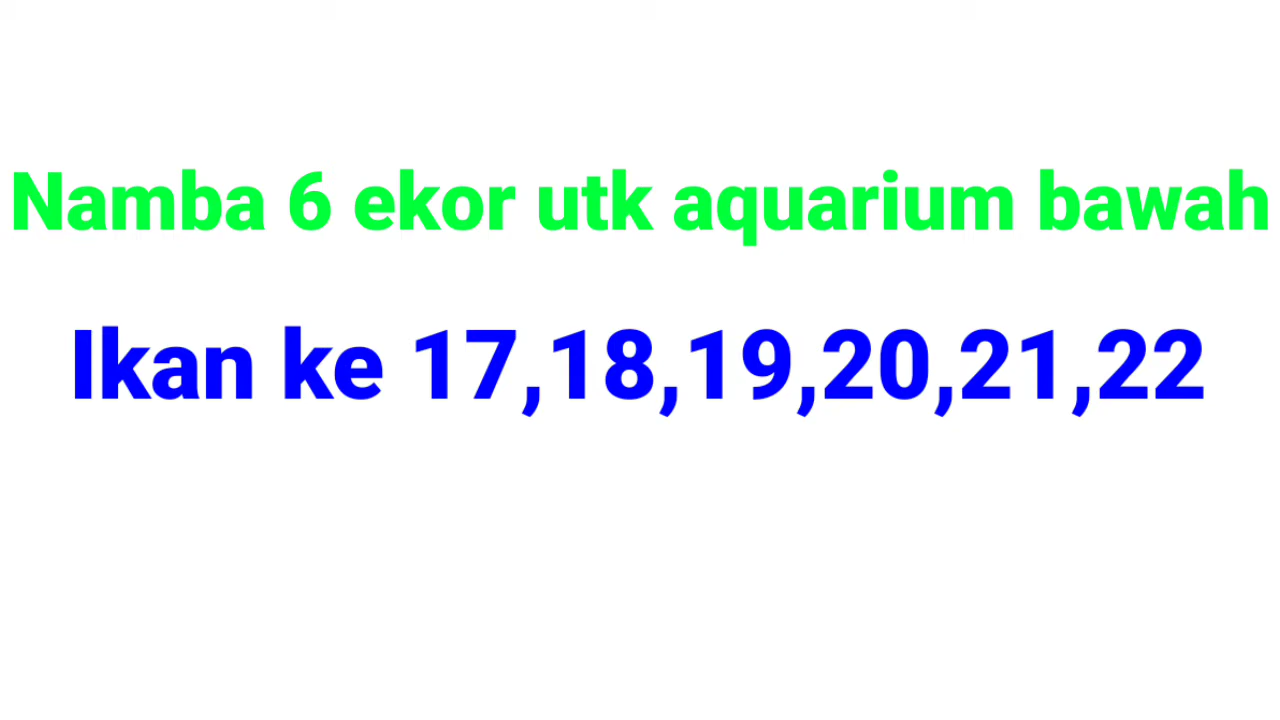 Namba 6 ekor utk aquarium bawah
Ikan ke 17,18,19,20,21,22